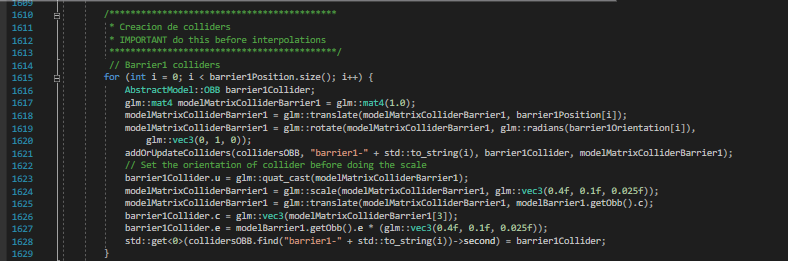 1609
1610 /*******************************************
1611 * Creacion de colliders
1612 * IMPORTANT do this before interpolations
1613 *******************************************/
1614 // Barrier1 colliders
1615 for (int i = 0; i < barrier1Position.size(); i++) {
1616 AbstractModel::OBB barrier1Collider;
1617 glm::mat4 modelMatrixColliderBarrier1 = glm::mat4(1.0);
1618 modelMatrixColliderBarrier1 = glm::translate(modelMatrixColliderBarrier1, barrier1Position[i]);
1619 modelMatrixColliderBarrier1 = glm::rotate(modelMatrixColliderBarrier1, glm::radians(barrier1Orientation[i]),
1620 glm::vec3(0, 1, 0));
1621 addOrUpdateColliders(collidersOBB, "barrier1-" + std::to_string(i), barrier1Collider, modelMatrixColliderBarrier1);
1622 // Set the orientation of collider before doing the scale
1623 barrier1Collider.u = glm::quat_cast(modelMatrixColliderBarrier1);
1624 modelMatrixColliderBarrier1 = glm::scale(modelMatrixColliderBarrier1, glm::vec3(0.4f, 0.1f, 0.025f));
1625 modelMatrixColliderBarrier1 = glm::translate(modelMatrixColliderBarrier1, modelBarrier1.getObb().c);
1626 barrier1Collider.c = glm::vec3(modelMatrixColliderBarrier1[3]);
1627 barrier1Collider.e = modelBarrier1.getObb().e * (glm::vec3(0.4f, 0.1f, 0.025f));
1628 std::get<0>(collidersOBB.find("barrier1-" + std::to_string(i))->second) = barrier1Collider;
1629 }